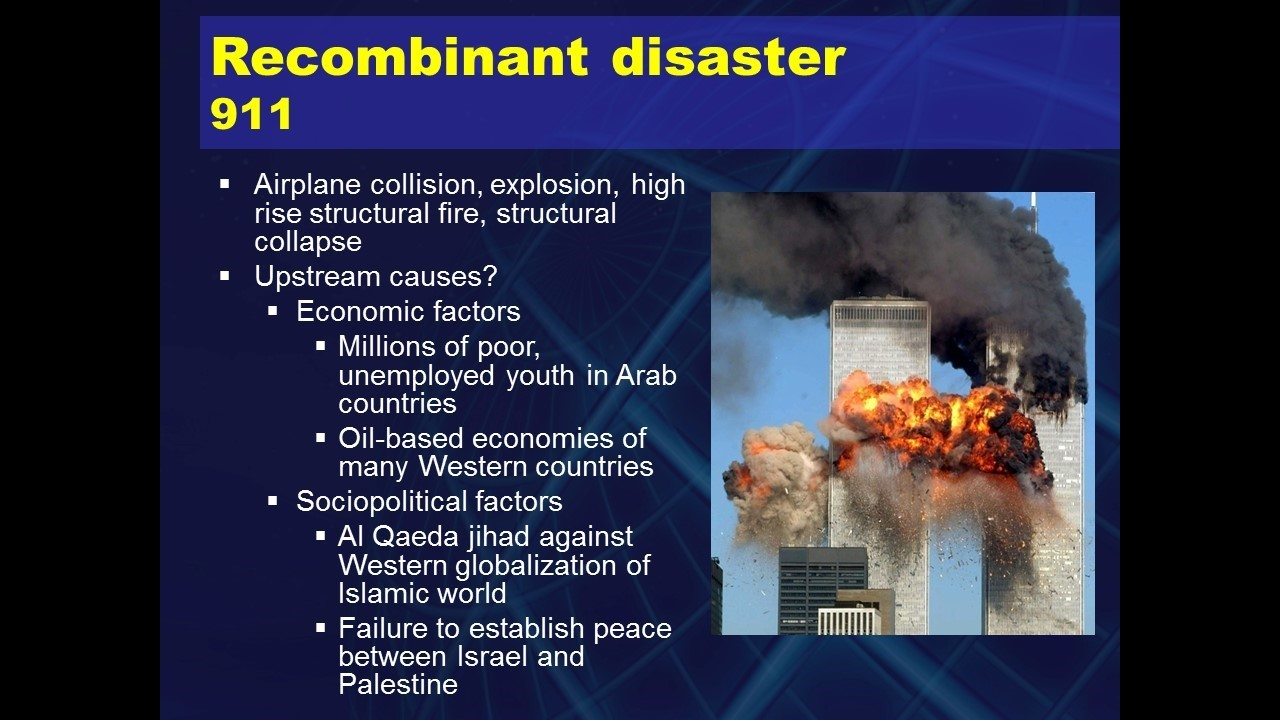 Recombinant disaster
911
▪ Airplane collision, explosion, high
rise structural fire, structural
collapse
▪ Upstream causes?
▪ Economic factors
▪ Millions of poor,
unemployed youth in Arab
countries
▪ Oil-based economies of
many Western countries
▪ Sociopolitical factors
▪ Al Qaeda jihad against
Western globalization of
Islamic world
▪ Failure to establish peace
between Israel and
Palestine